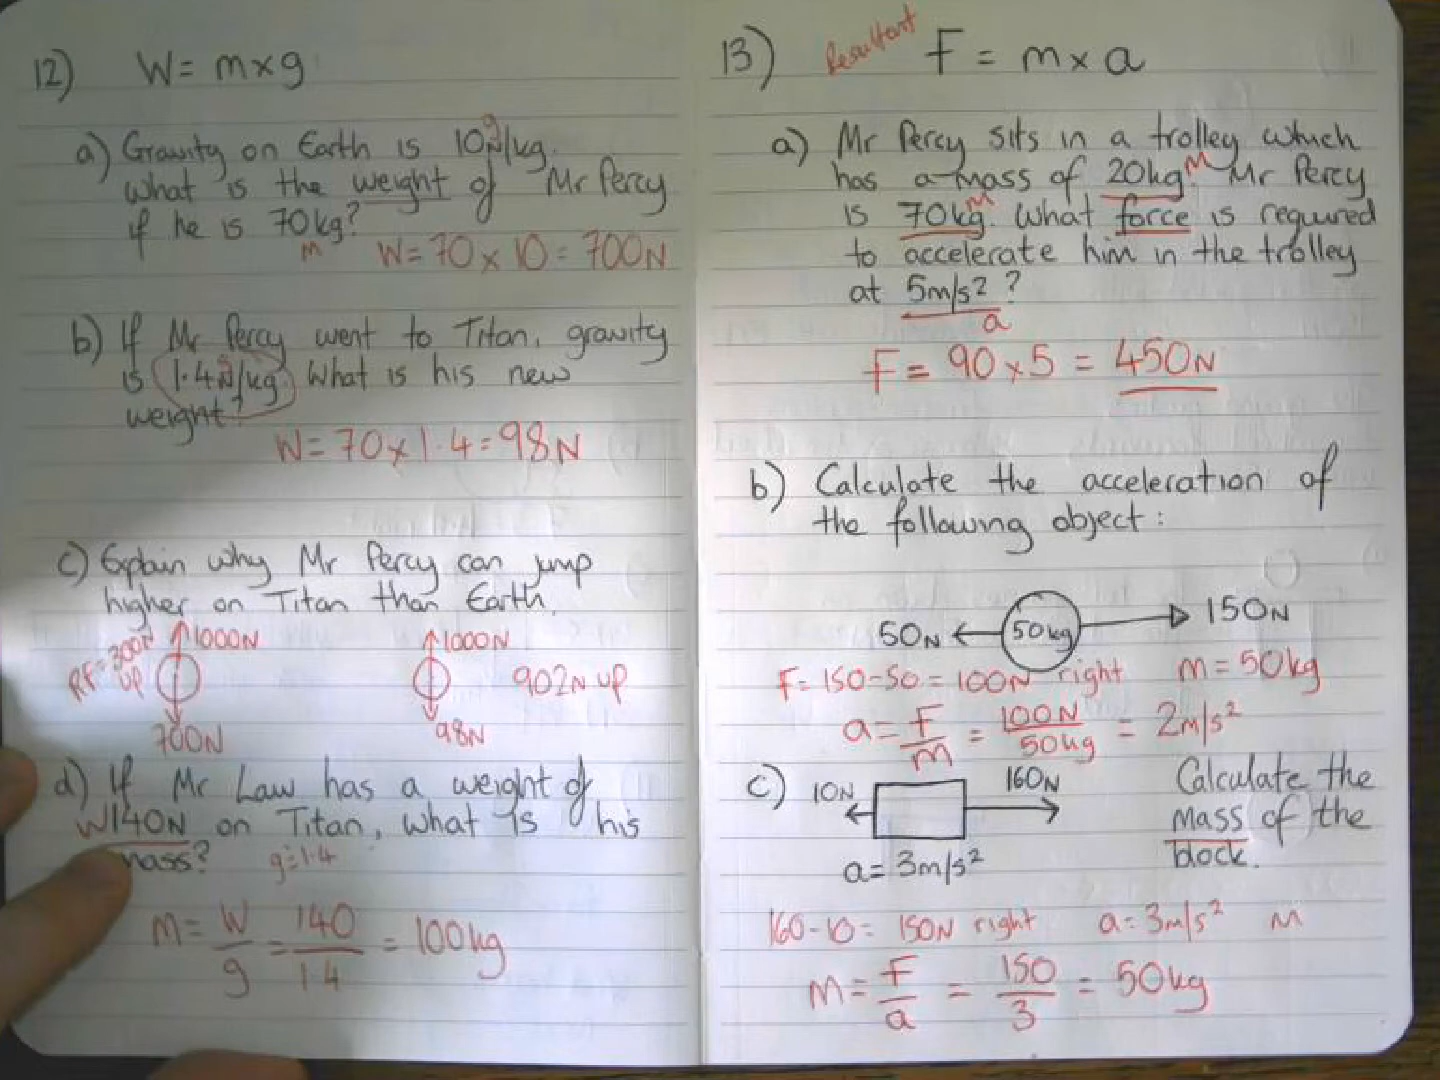 12) W = m×g
a) Gravity on Earth is 10N/kg. g
What is the weight of Mr Percy
if he is 70kg?
m W = 70 × 10 = 700N
b) If Mr Percy went to Titan, gravity
is 1.4N/kg. What is his new g
weight?
W = 70 × 1.4 = 98N
c) Explain why Mr Percy can jump
higher on Titan than Earth.
RF = 300N UP 1000N 1000N
902N UP
700N 98N
d) If Mr Law has a weight of
W 140N on Titan, what is his
mass? g = 1.4
m = W/g = 140/1.4 = 100kg
13) Resultant F = m × a
a) Mr Percy sits in a trolley which
has a mass of 20kg. M Mr Percy
is 70kg. M What force is required
to accelerate him in the trolley
at 5m/s²?
a
F = 90 × 5 = 450N
b) Calculate the acceleration of
the following object:
50N 50kg 150N
F = 150-50 = 100N right m = 50kg
a = F/m = 100N/50kg = 2m/s²
c) 10N 160N Calculate the
mass of the
a = 3m/s² block.
160-10 = 150N right a = 3m/s² M
M = F/a = 150/3 = 50kg